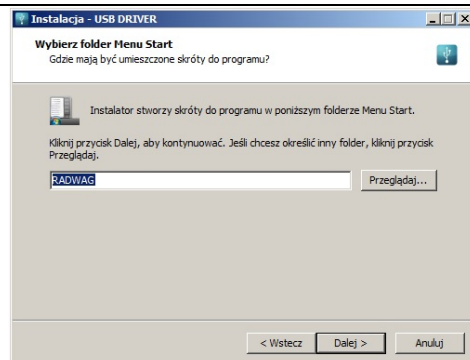 Instalacja - USB DRIVER
Wybierz folder Menu Start
Gdzie mają być umieszczone skróty do programu?
Instalator stworzy skróty do programu w poniższym folderze Menu Start.
Kliknij przycisk Dalej, aby kontynuować. Jeśli chcesz określić inny folder, kliknij przycisk
Przeglądaj.
RADWAG
Przeglądaj...
< Wstecz
Dalej >
Anuluj